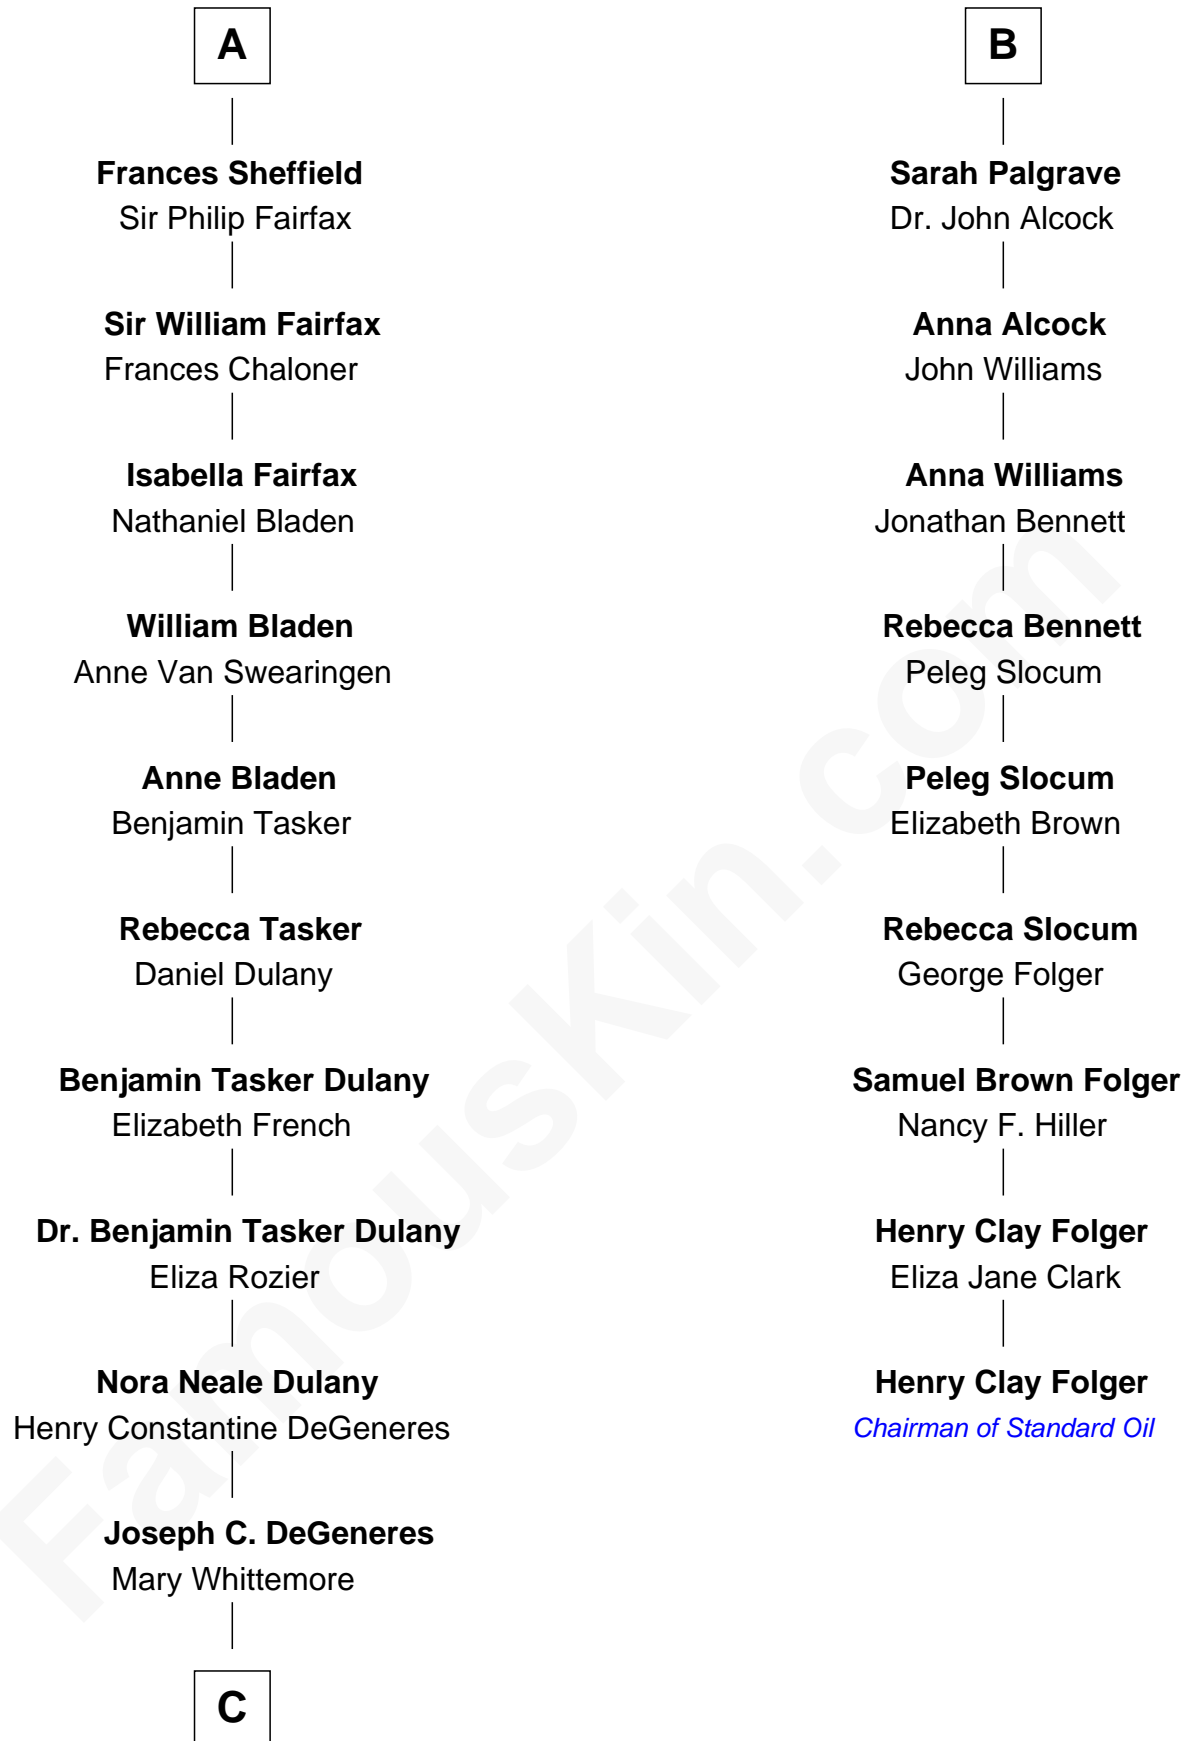 A
Frances Sheffield
Sir Philip Fairfax
Sir William Fairfax
Frances Chaloner
Isabella Fairfax
Nathaniel Bladen
William Bladen
Anne Van Swearingen
Anne Bladen
Benjamin Tasker
Rebecca Tasker
Daniel Dulany
Benjamin Tasker Dulany
Elizabeth French
Dr. Benjamin Tasker Dulany
Eliza Rozier
Nora Neale Dulany
Henry Constantine DeGeneres
Joseph C. DeGeneres
Mary Whittemore
C
B
Sarah Palgrave
Dr. John Alcock
Anna Alcock
John Williams
Anna Williams
Jonathan Bennett
Rebecca Bennett
Peleg Slocum
Peleg Slocum
Elizabeth Brown
Rebecca Slocum
George Folger
Samuel Brown Folger
Nancy F. Hiller
Henry Clay Folger
Eliza Jane Clark
Henry Clay Folger
Chairman of Standard Oil
FamousKin.com